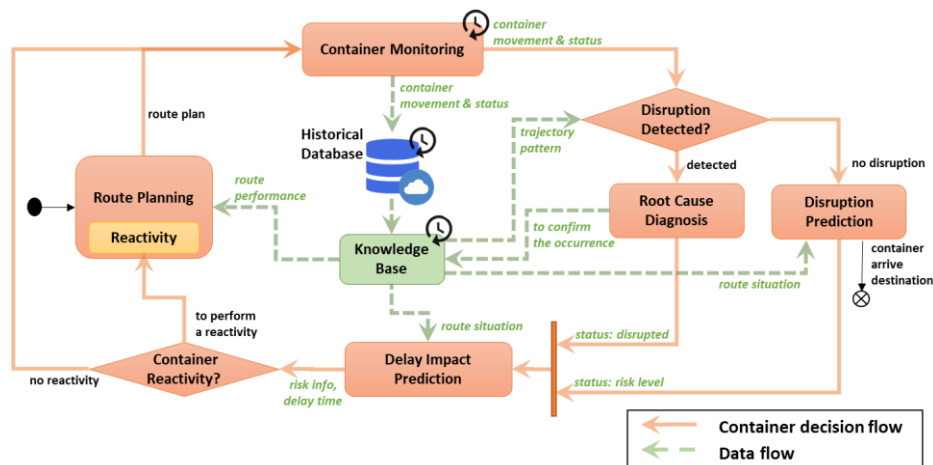 container
movement & status
Container Monitoring
container
movement & status
route plan
Historical
Database
trajectory
pattern
Disruption
Detected?
detected
no disruption
Route Planning
Reactivity
route
performance
Root Cause
Diagnosis
Disruption
Prediction
to confirm
the occurrence
Knowledge
Base
route situation
container
arrive
destination
to perform
a reactivity
route situation
status: disrupted
Container
Reactivity?
no reactivity
risk info,
delay time
Delay Impact
Prediction
status: risk level
Container decision flow
Data flow